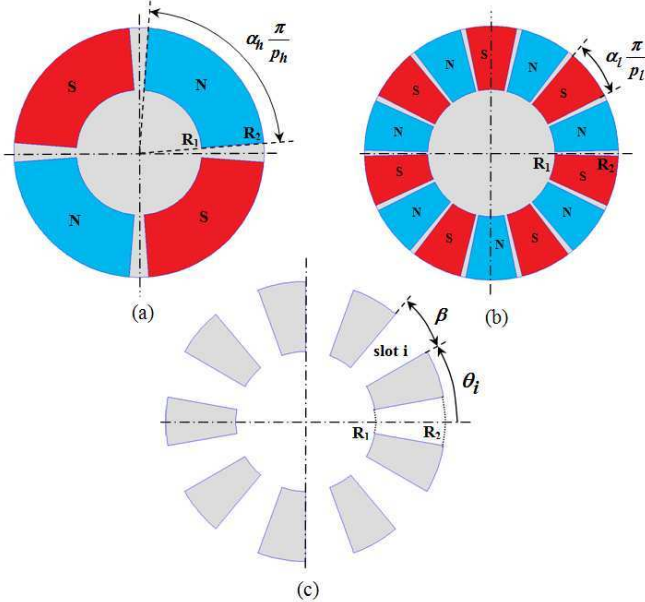 α_h π/p_h
S
N
R₁ R₂
N
S
(a)
α_l π/p_l
S
N N
S S
N N
R₁ R₂
S S
N N
S N S
(b)
β
slot i
θ_i
R₁ R₂
(c)